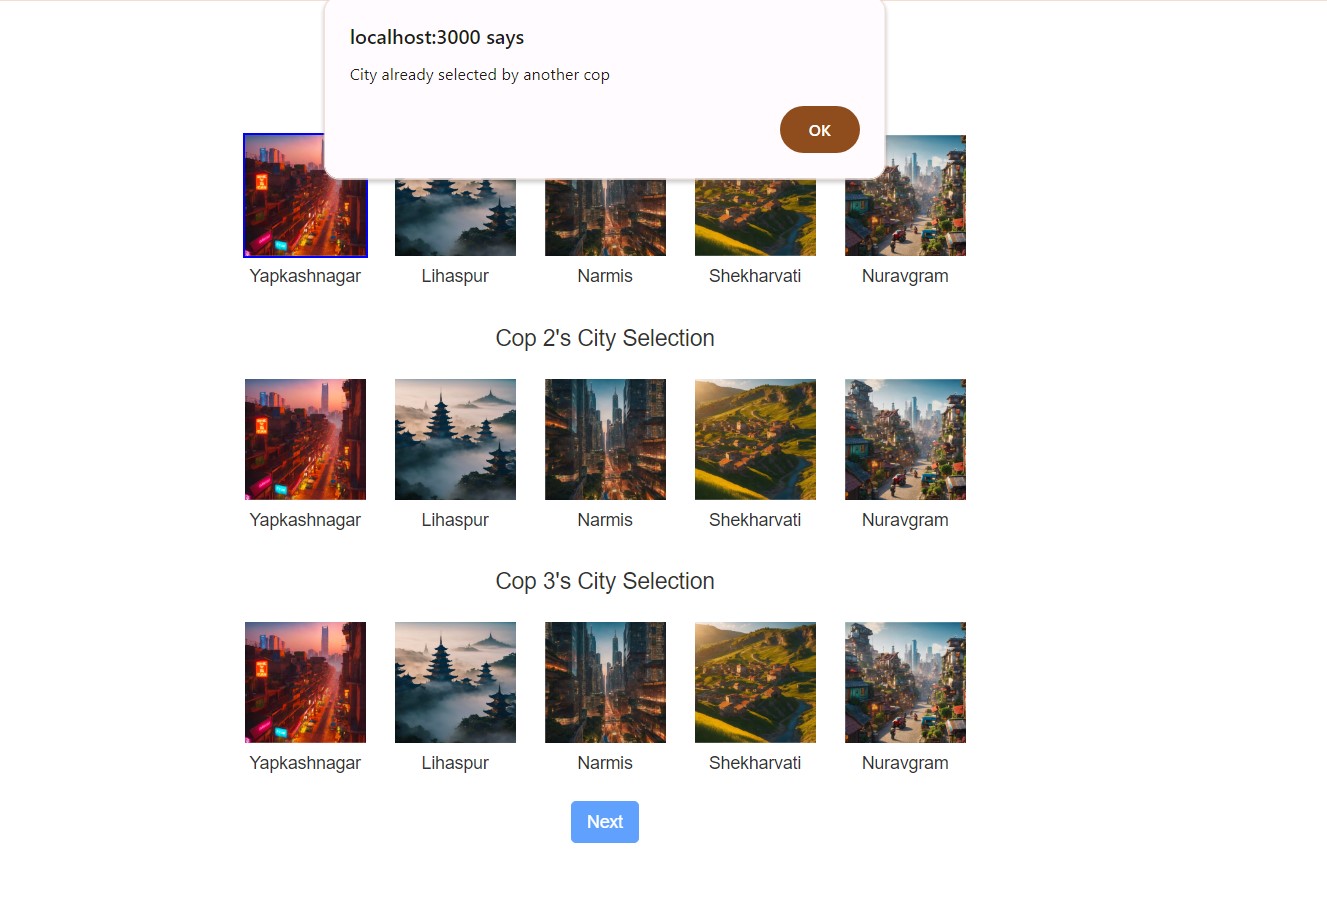 localhost:3000 says
City already selected by another cop
OK
Yapkashnagar Lihaspur Narmis Shekharvati Nuravgram
Cop 2's City Selection
Yapkashnagar Lihaspur Narmis Shekharvati Nuravgram
Cop 3's City Selection
Yapkashnagar Lihaspur Narmis Shekharvati Nuravgram
Next